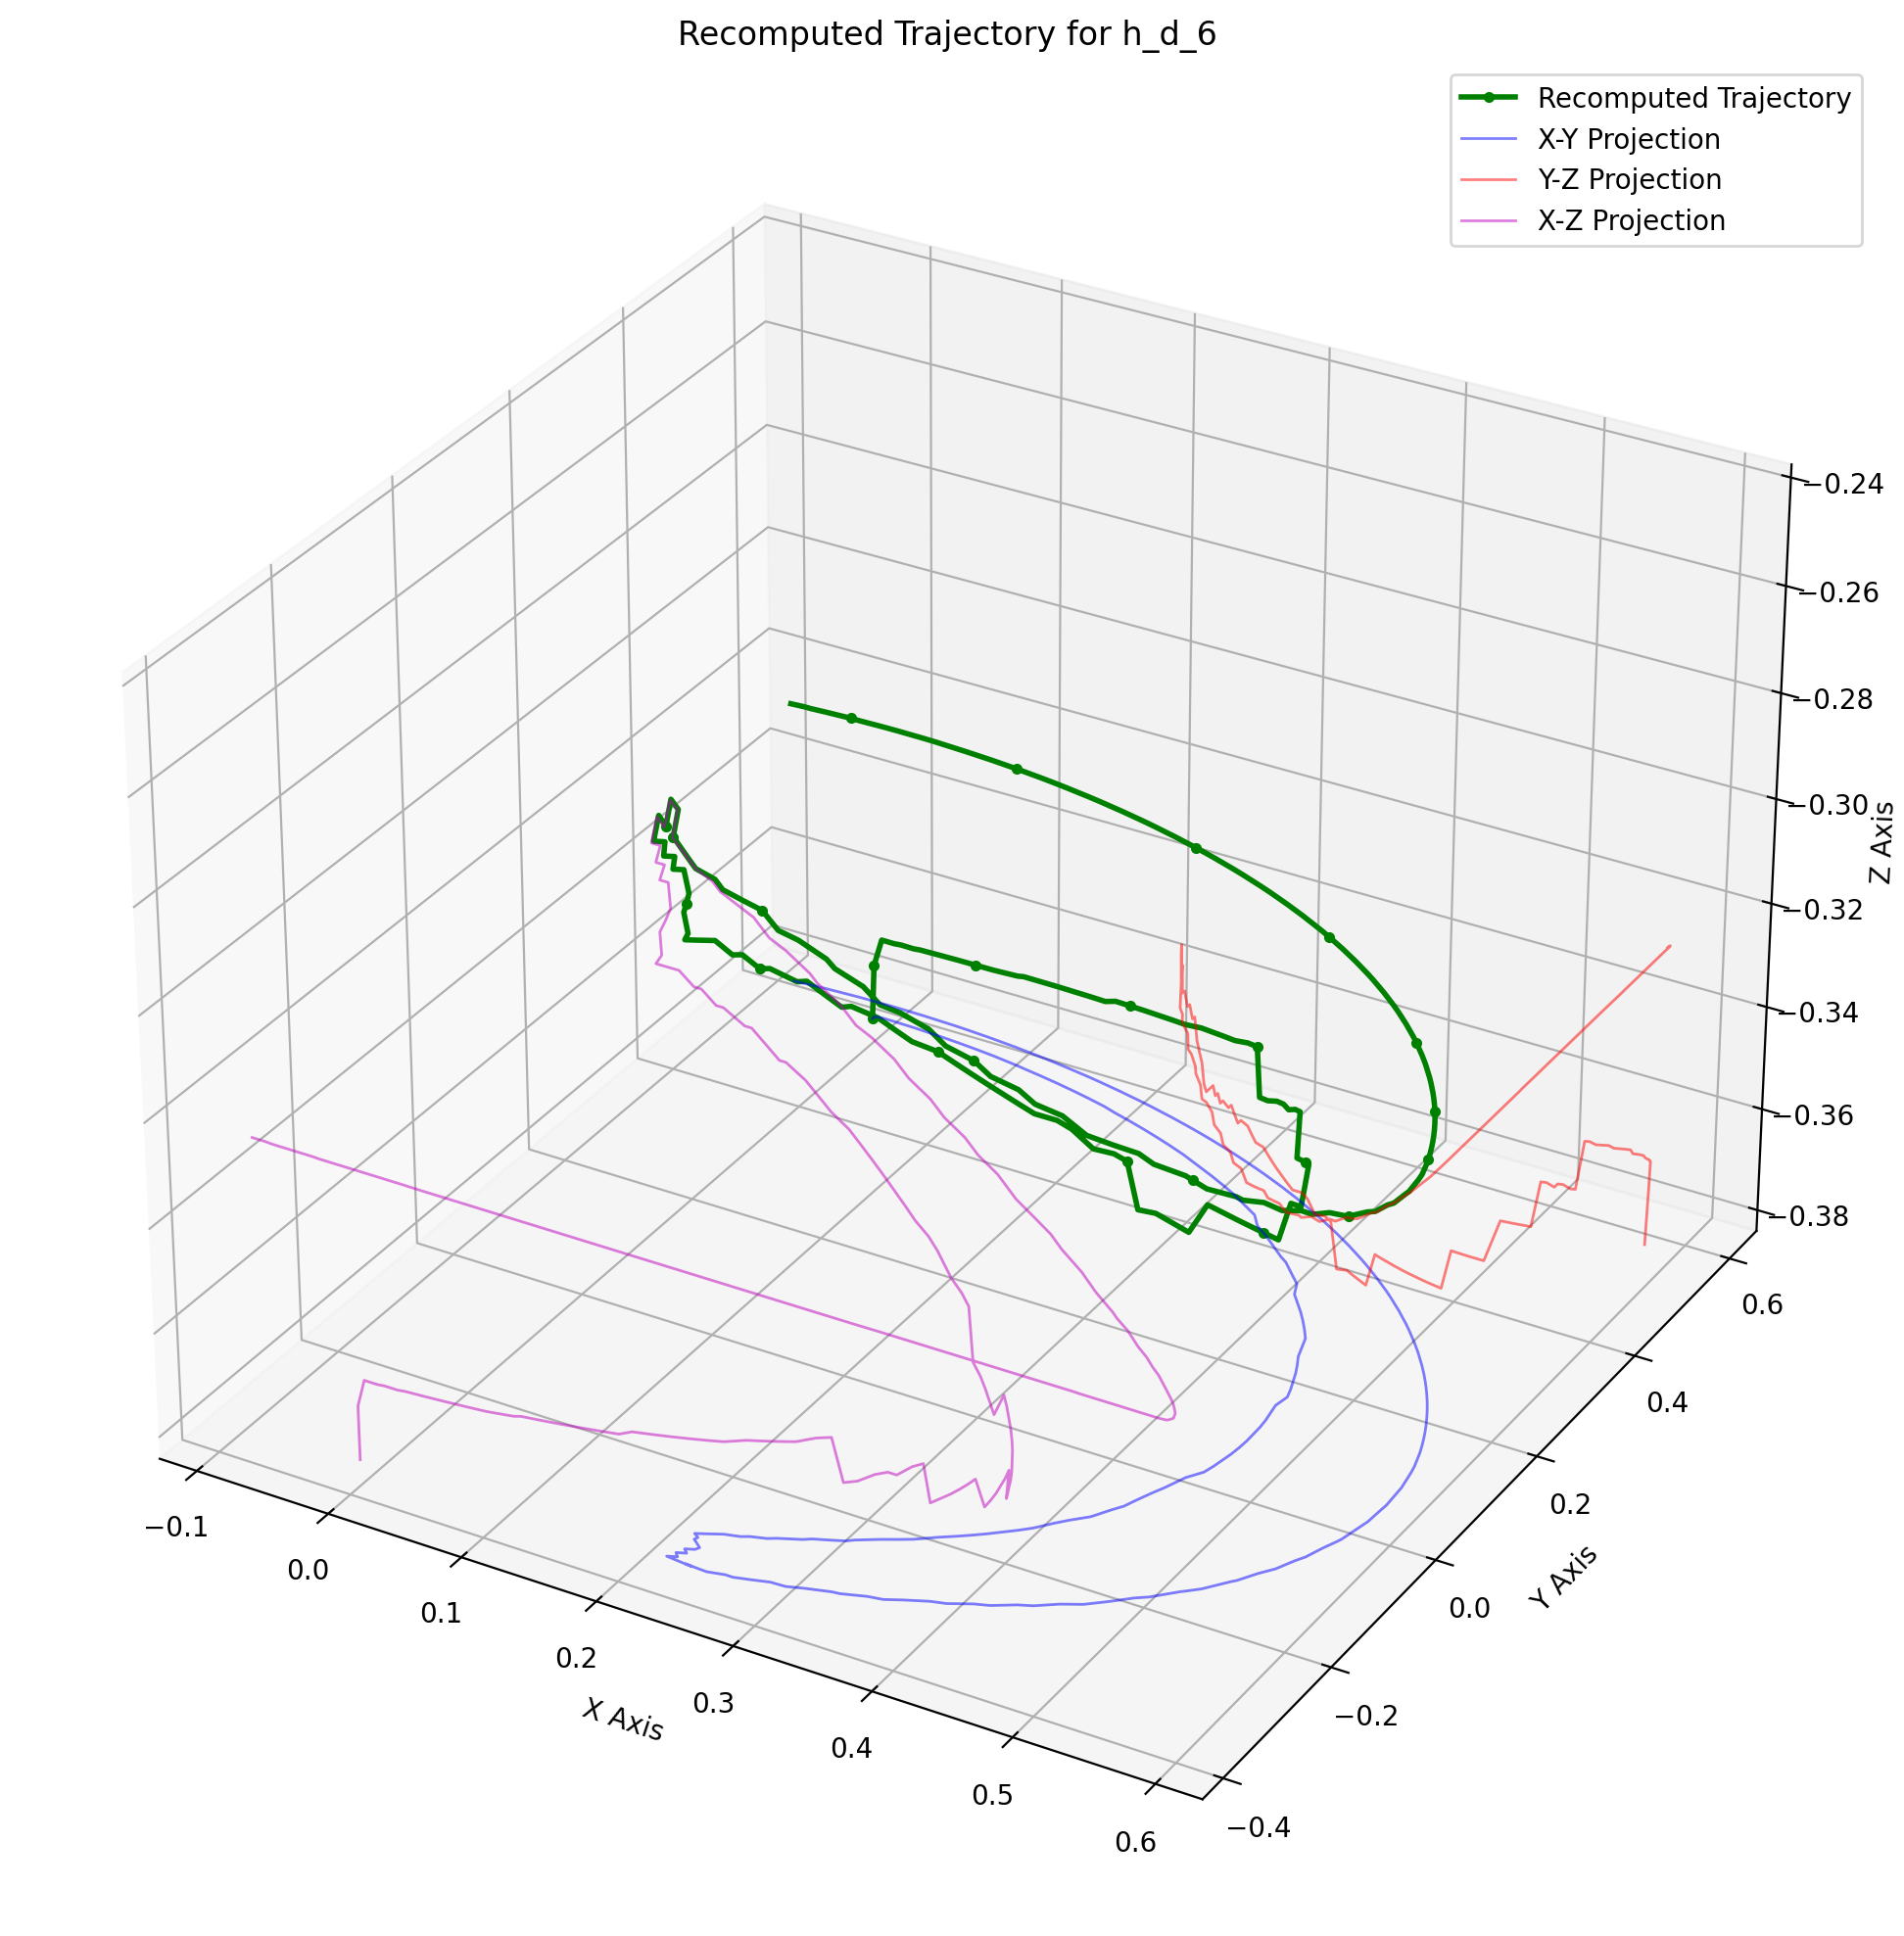 Recomputed Trajectory for h_d_6
Recomputed Trajectory
X-Y Projection
Y-Z Projection
X-Z Projection
−0.24
−0.26
−0.28
−0.30
−0.32
−0.34
−0.36
−0.38
Z Axis
0.6
0.4
0.2
0.0
−0.2
−0.4
Y Axis
−0.1
0.0
0.1
0.2
0.3
0.4
0.5
0.6
X Axis